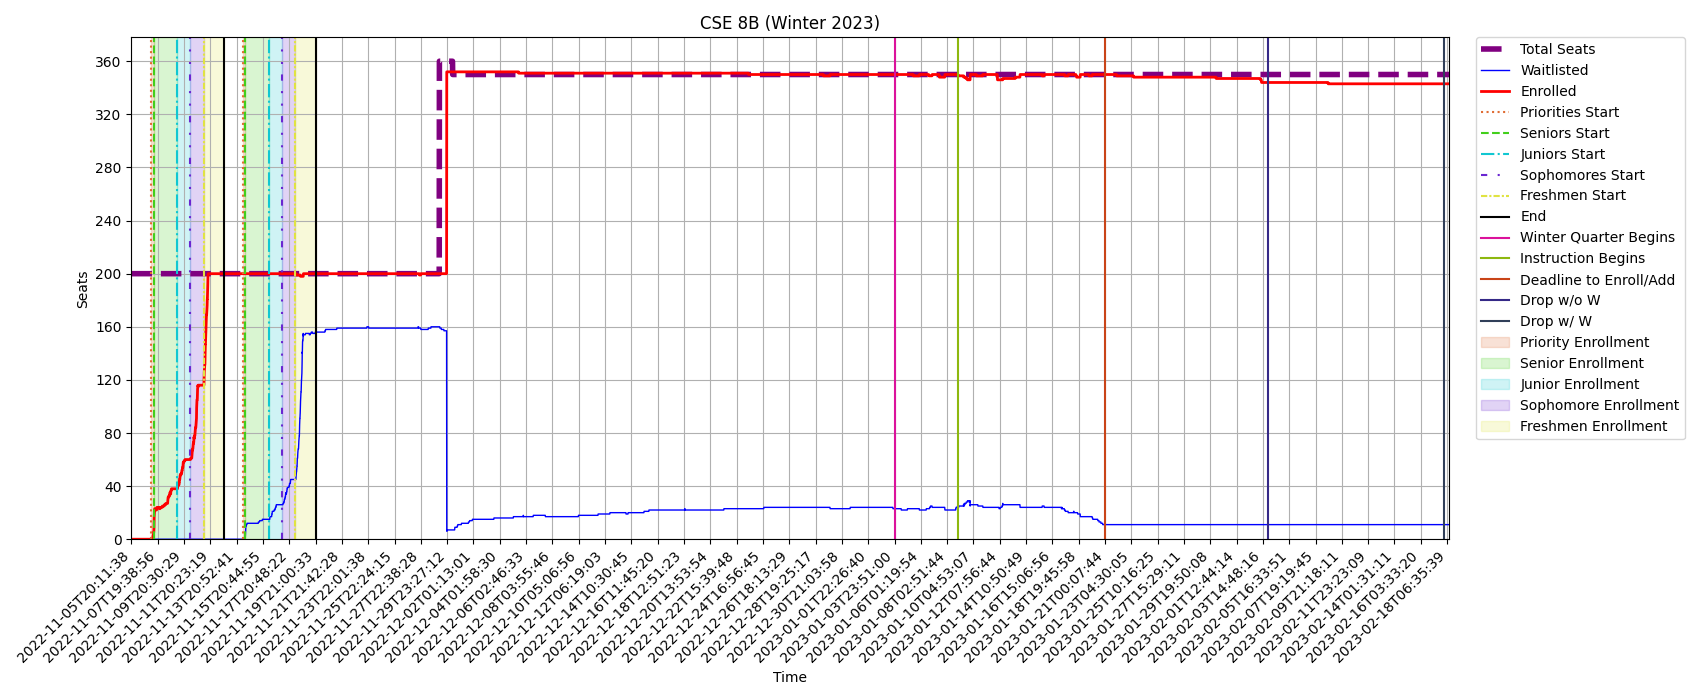 CSE 8B (Winter 2023)
Seats
360
320
280
240
200
160
120
80
40
0
2022-11-05T20:11:38
2022-11-07T19:38:56
2022-11-09T20:30:29
2022-11-11T20:23:19
2022-11-13T20:52:41
2022-11-15T20:44:55
2022-11-17T20:48:22
2022-11-19T21:00:33
2022-11-21T21:42:28
2022-11-23T22:01:38
2022-11-25T22:24:15
2022-11-27T22:38:28
2022-11-29T23:27:12
2022-12-02T01:13:01
2022-12-04T01:58:30
2022-12-06T02:46:33
2022-12-08T03:55:46
2022-12-10T05:06:56
2022-12-12T06:19:03
2022-12-14T10:30:45
2022-12-16T11:45:20
2022-12-18T12:51:23
2022-12-20T13:53:54
2022-12-22T15:39:48
2022-12-24T16:56:45
2022-12-26T18:13:29
2022-12-28T19:25:17
2022-12-30T21:03:58
2023-01-01T22:26:40
2023-01-03T23:51:00
2023-01-06T01:19:54
2023-01-08T02:51:44
2023-01-10T04:53:07
2023-01-12T07:56:44
2023-01-14T10:50:49
2023-01-16T15:06:56
2023-01-18T19:45:58
2023-01-21T00:07:44
2023-01-23T04:30:05
2023-01-25T10:16:25
2023-01-27T15:29:11
2023-01-29T19:50:08
2023-02-01T12:44:14
2023-02-03T14:48:16
2023-02-05T16:33:51
2023-02-07T19:19:45
2023-02-09T21:18:11
2023-02-11T23:23:09
2023-02-14T01:31:11
2023-02-16T03:33:20
2023-02-18T06:35:39
Time
Total Seats
Waitlisted
Enrolled
Priorities Start
Seniors Start
Juniors Start
Sophomores Start
Freshmen Start
End
Winter Quarter Begins
Instruction Begins
Deadline to Enroll/Add
Drop w/o W
Drop w/ W
Priority Enrollment
Senior Enrollment
Junior Enrollment
Sophomore Enrollment
Freshmen Enrollment